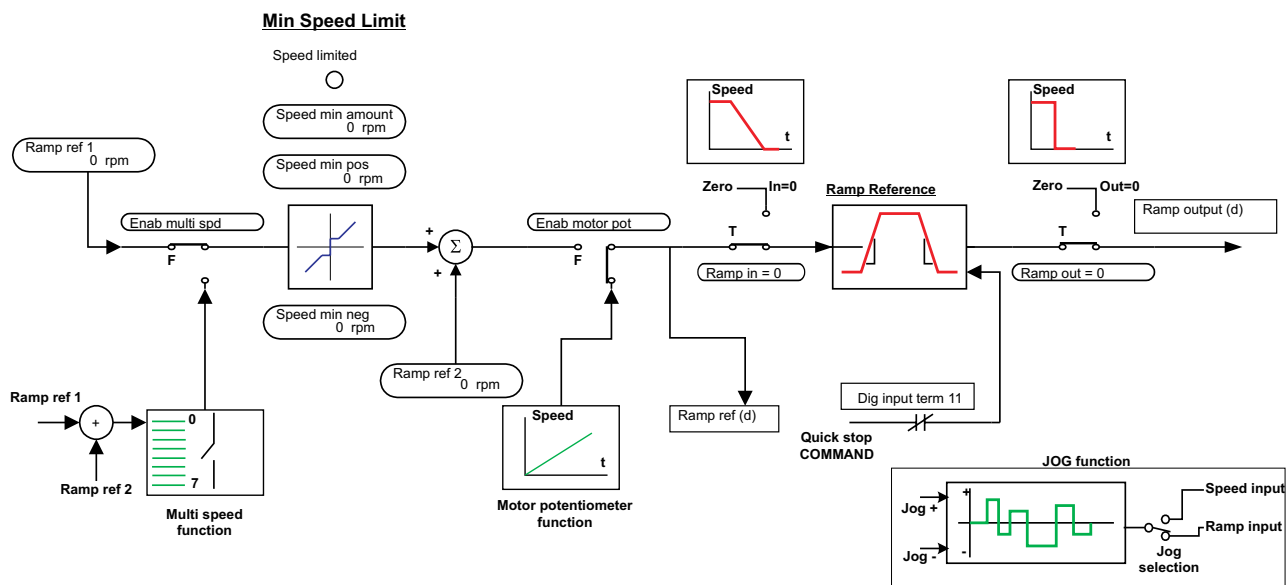 Min Speed Limit
Speed limited
Speed min amount
0 rpm
Speed min pos
0 rpm
Ramp ref 1
0 rpm
Enab multi spd
F
Speed min neg
0 rpm
+
+
Σ
Ramp ref 2
0 rpm
Enab motor pot
F
Speed
t
Zero
In=0
T
Ramp in = 0
Ramp Reference
Speed
t
Zero
Out=0
T
Ramp out = 0
Ramp output (d)
Ramp ref 1
+
Ramp ref 2
0
7
Multi speed
function
Speed
t
Motor potentiometer
function
Ramp ref (d)
Dig input term 11
Quick stop
COMMAND
JOG function
Jog +
Jog -
+
-
Speed input
Ramp input
Jog
selection